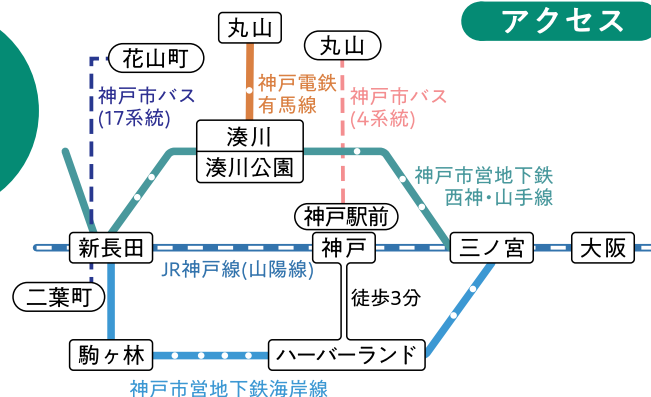 アクセス
丸山
丸山
花山町
神戸電鉄
有馬線
神戸市バス
(17系統)
神戸市バス
(4系統)
湊川
湊川公園
神戸市営地下鉄
西神・山手線
神戸駅前
新長田
神戸
三ノ宮
大阪
JR神戸線(山陽線)
二葉町
徒歩3分
駒ヶ林
ハーバーランド
神戸市営地下鉄海岸線